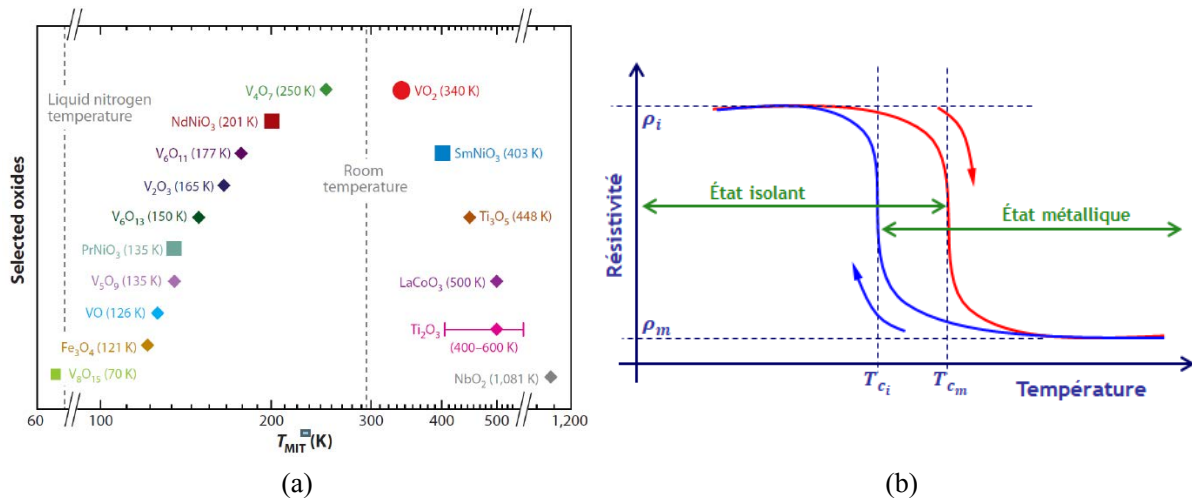 Liquid nitrogen
temperature
Room
temperature
V₄O₇ (250 K)
VO₂ (340 K)
NdNiO₃ (201 K)
V₆O₁₁ (177 K)
SmNiO₃ (403 K)
V₂O₃ (165 K)
V₆O₁₃ (150 K)
Ti₃O₅ (448 K)
PrNiO₃ (135 K)
V₅O₉ (135 K)
LaCoO₃ (500 K)
VO (126 K)
Ti₂O₃
(400–600 K)
Fe₃O₄ (121 K)
V₈O₁₅ (70 K)
NbO₂ (1,081 K)
Selected oxides
60 100 200 300 400 500 1,200
T_MIT (K)
(a)
Résistivité
ρᵢ
ρₘ
État isolant
État métallique
T_cᵢ T_cₘ
Température
(b)